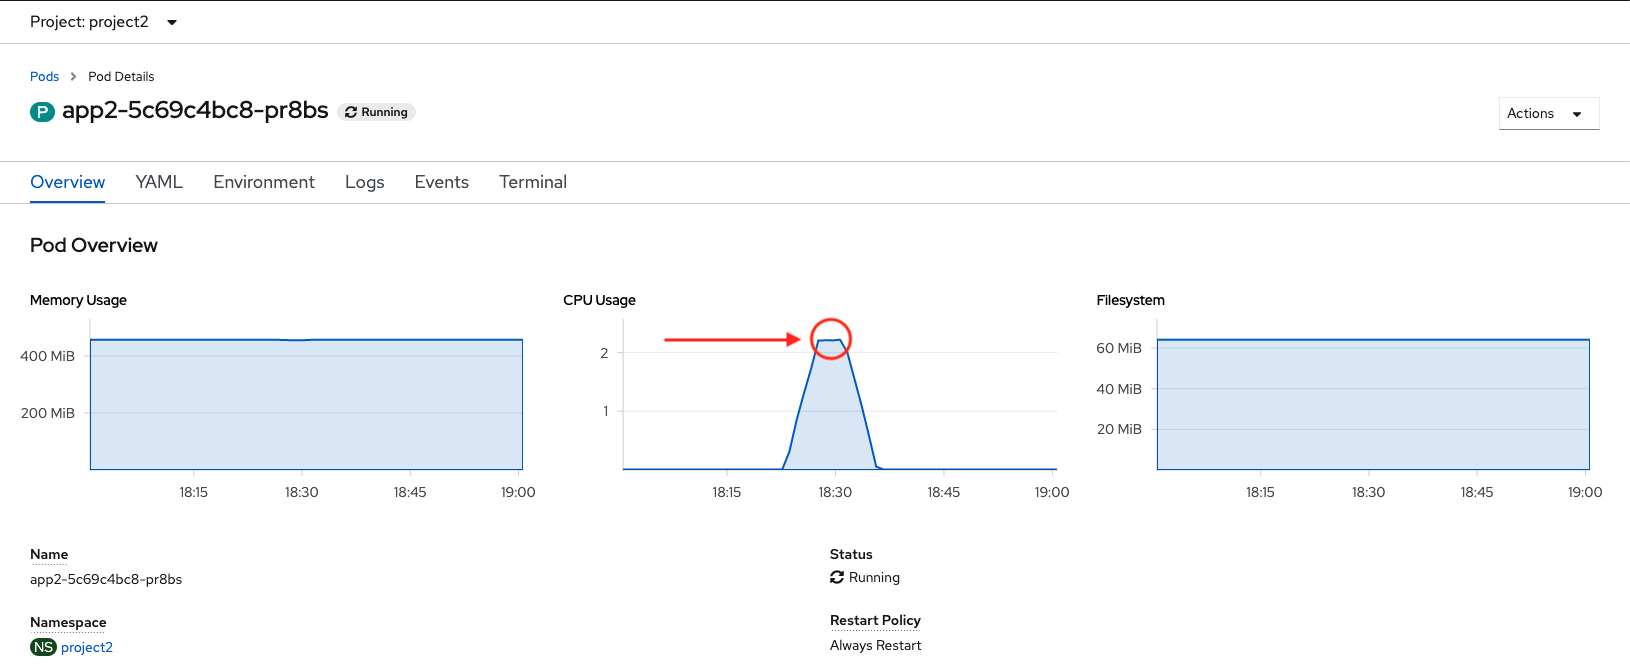 Project: project2
Pods > Pod Details
P app2-5c69c4bc8-pr8bs Running
Actions
Overview YAML Environment Logs Events Terminal
Pod Overview
Memory Usage
400 MiB
200 MiB
18:15 18:30 18:45 19:00
CPU Usage
2
1
18:15 18:30 18:45 19:00
Filesystem
60 MiB
40 MiB
20 MiB
18:15 18:30 18:45 19:00
Name
app2-5c69c4bc8-pr8bs
Namespace
NS project2
Status
Running
Restart Policy
Always Restart